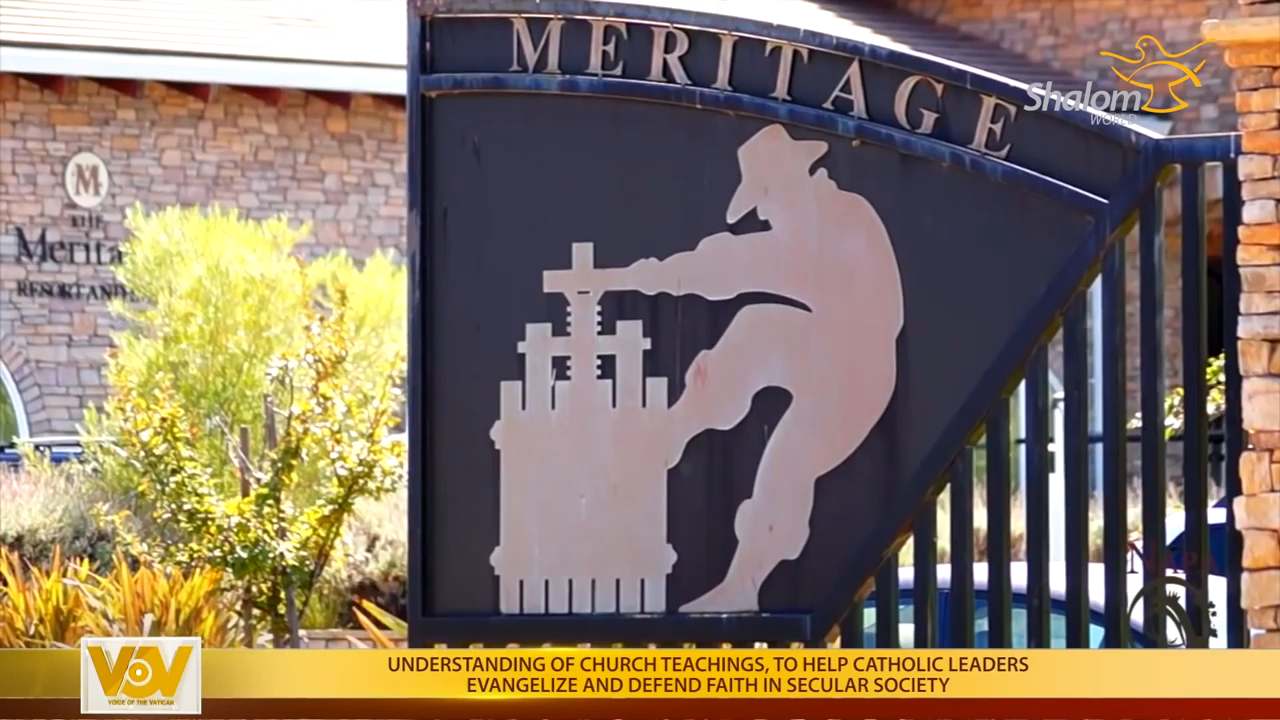 MERITAGE
Shalom
WORLD
M
THE
Merita
RESORT AND
VOV
VOICE OF THE VATICAN
UNDERSTANDING OF CHURCH TEACHINGS, TO HELP CATHOLIC LEADERS
EVANGELIZE AND DEFEND FAITH IN SECULAR SOCIETY